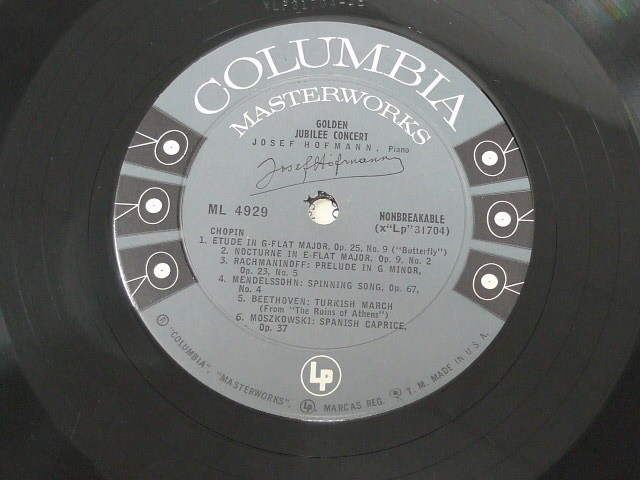 COLUMBIA
MASTERWORKS
GOLDEN
JUBILEE CONCERT
JOSEF HOFMANN, Piano
Josef Hofmann
ML 4929
NONBREAKABLE
(x"Lp"31704)
CHOPIN
1. ETUDE IN G-FLAT MAJOR, Op. 25, No. 9 ("Butterfly")
2. NOCTURNE IN E-FLAT MAJOR, Op. 9, No. 2
3. RACHMANINOFF: PRELUDE IN G MINOR,
Op. 23, No. 5
4. MENDELSSOHN: SPINNING SONG, Op. 67,
No. 4
5. BEETHOVEN: TURKISH MARCH
(From "The Ruins of Athens")
6. MOSZKOWSKI: SPANISH CAPRICE,
Op. 37
Lp
® "COLUMBIA", "MASTERWORKS", Lp MARCAS REG. ® T. M. MADE IN U.S.A.